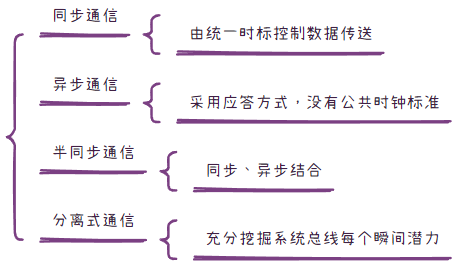 同步通信
由统一时标控制数据传送
异步通信
采用应答方式，没有公共时钟标准
半同步通信
同步、异步结合
分离式通信
充分挖掘系统总线每个瞬间潜力